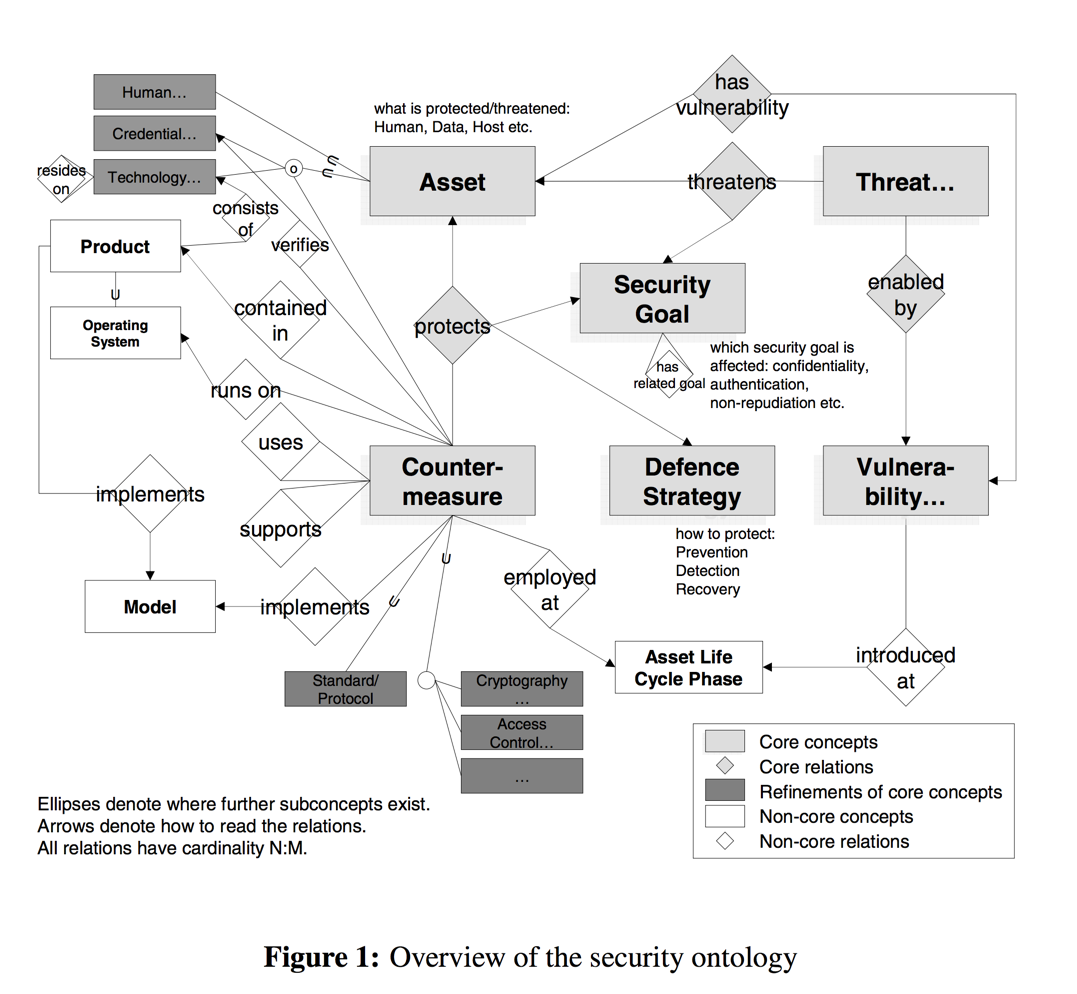 has
vulnerability
Human…
what is protected/threatened:
Human, Data, Host etc.
Credential…
resides
on
Technology…
o
U
U
Asset
threatens
Threat…
consists
of
Product
verifies
U
Operating
System
contained
in
protects
Security
Goal
enabled
by
has
related goal
which security goal is
affected: confidentiality,
authentication,
non-repudiation etc.
runs on
uses
Counter-
measure
Defence
Strategy
Vulnera-
bility…
implements
supports
how to protect:
Prevention
Detection
Recovery
U
employed
at
Model
implements
U
Asset Life
Cycle Phase
introduced
at
Standard/
Protocol
Cryptography
…
Access
Control…
…
Core concepts
Core relations
Refinements of core concepts
Non-core concepts
Non-core relations
Ellipses denote where further subconcepts exist.
Arrows denote how to read the relations.
All relations have cardinality N:M.
Figure 1: Overview of the security ontology